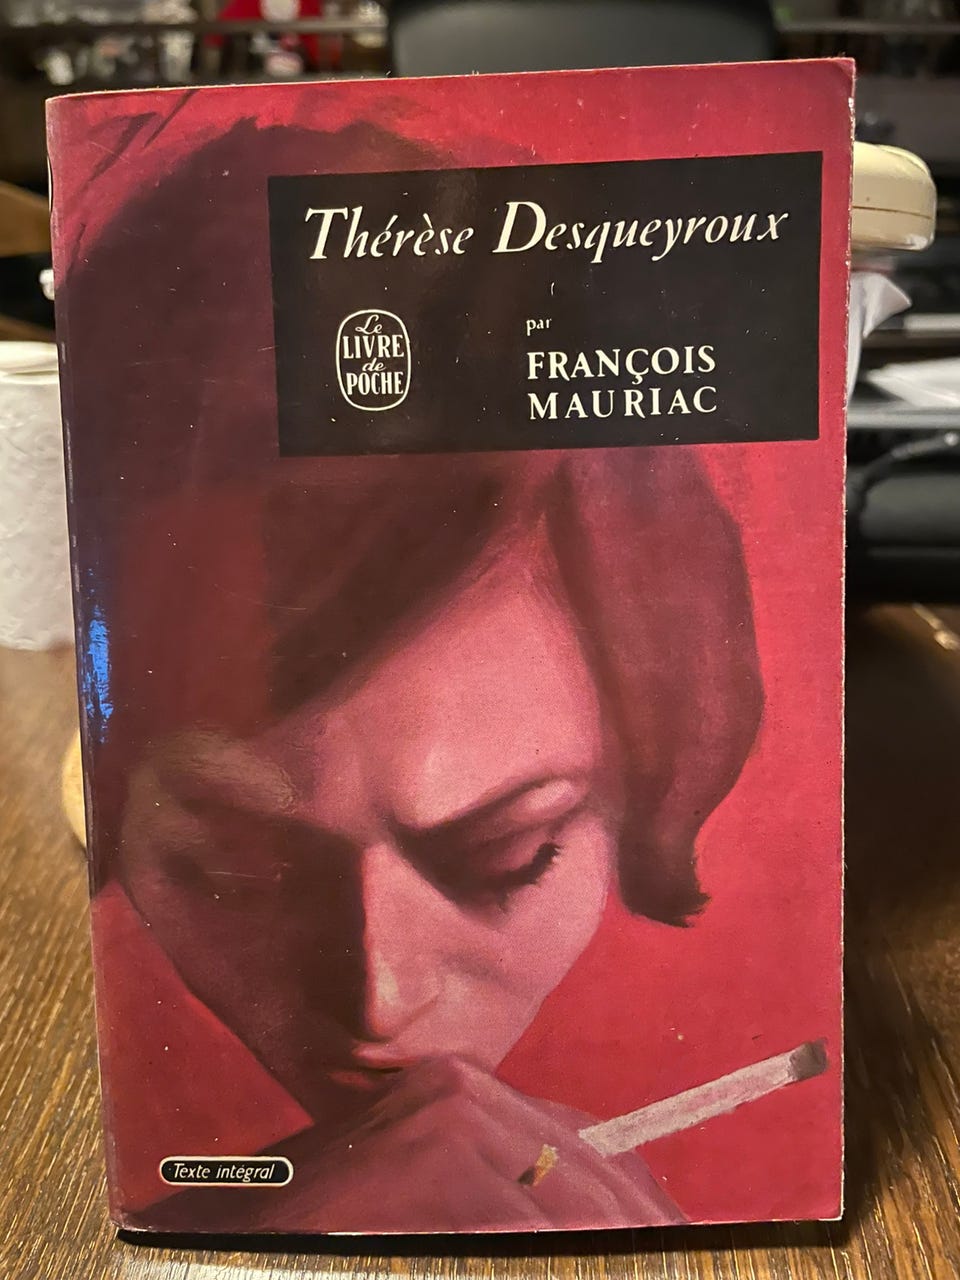 Thérèse Desqueyroux
Le
LIVRE
de
POCHE
par
FRANÇOIS
MAURIAC
Texte intégral